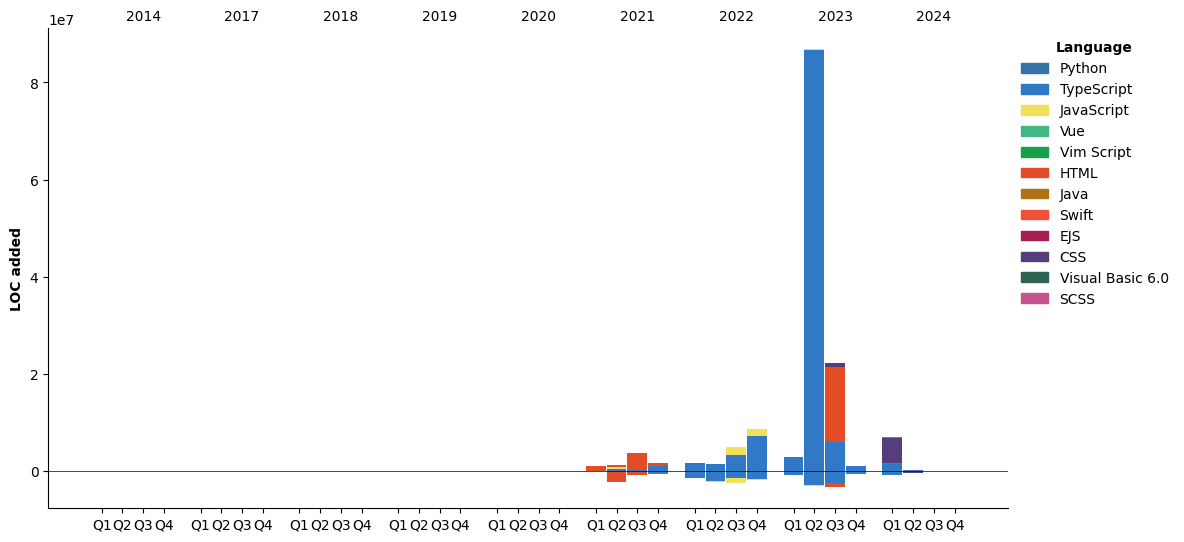 2014 2017 2018 2019 2020 2021 2022 2023 2024
1e7
8
6
4
2
0
LOC added
Q1 Q2 Q3 Q4 Q1 Q2 Q3 Q4 Q1 Q2 Q3 Q4 Q1 Q2 Q3 Q4 Q1 Q2 Q3 Q4 Q1 Q2 Q3 Q4 Q1 Q2 Q3 Q4 Q1 Q2 Q3 Q4 Q1 Q2 Q3 Q4
Language
Python
TypeScript
JavaScript
Vue
Vim Script
HTML
Java
Swift
EJS
CSS
Visual Basic 6.0
SCSS